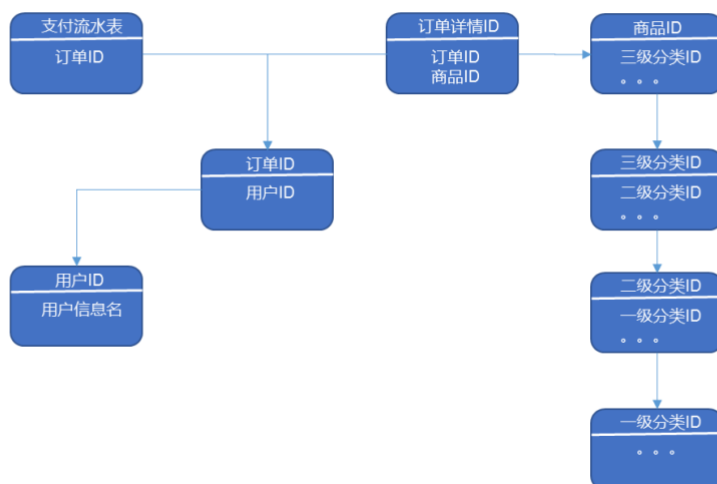 支付流水表
订单ID
订单详情ID
订单ID
商品ID
商品ID
三级分类ID
。。。
订单ID
用户ID
三级分类ID
二级分类ID
。。。
用户ID
用户信息名
二级分类ID
一级分类ID
。。。
一级分类ID
。。。